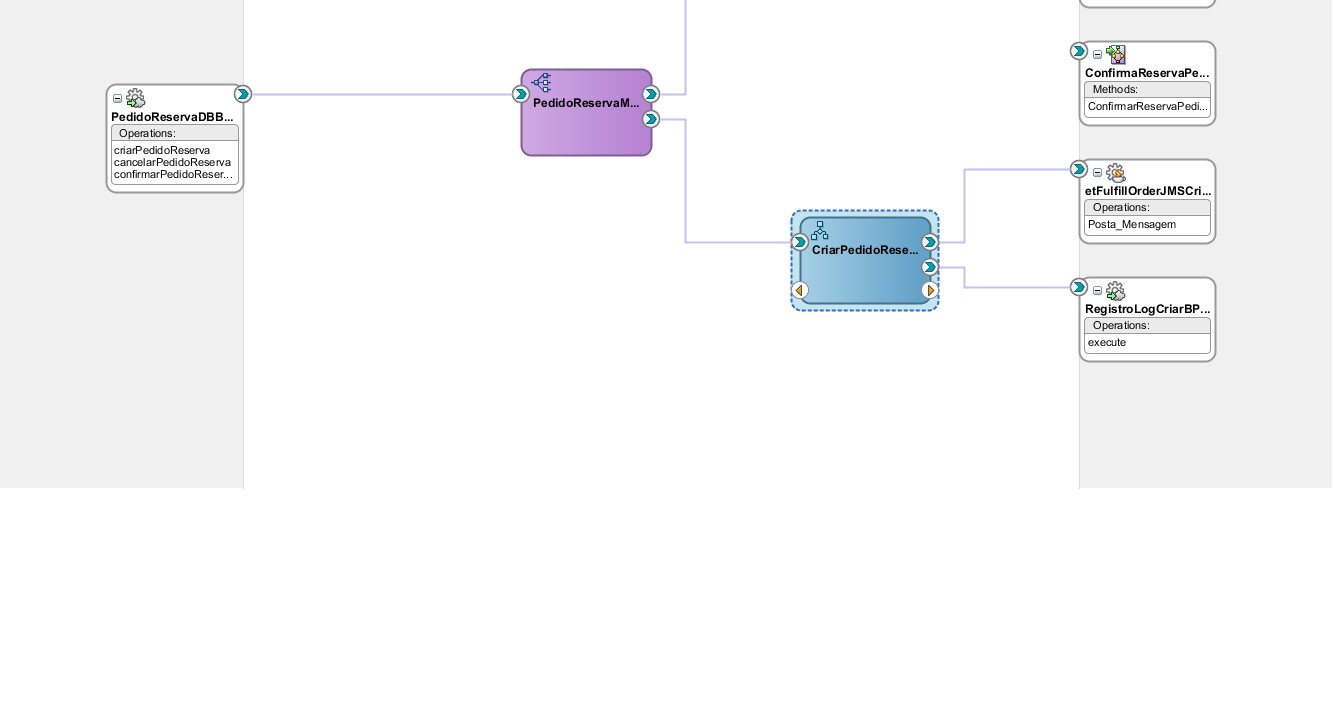 PedidoReservaDBB...
Operations:
criarPedidoReserva
cancelarPedidoReserva
confirmarPedidoReser...
PedidoReservaM...
CriarPedidoRese...
ConfirmaReservaPe...
Methods:
ConfirmarReservaPedi...
etFulfillOrderJMSCri...
Operations:
Posta_Mensagem
RegistroLogCriarBP...
Operations:
execute